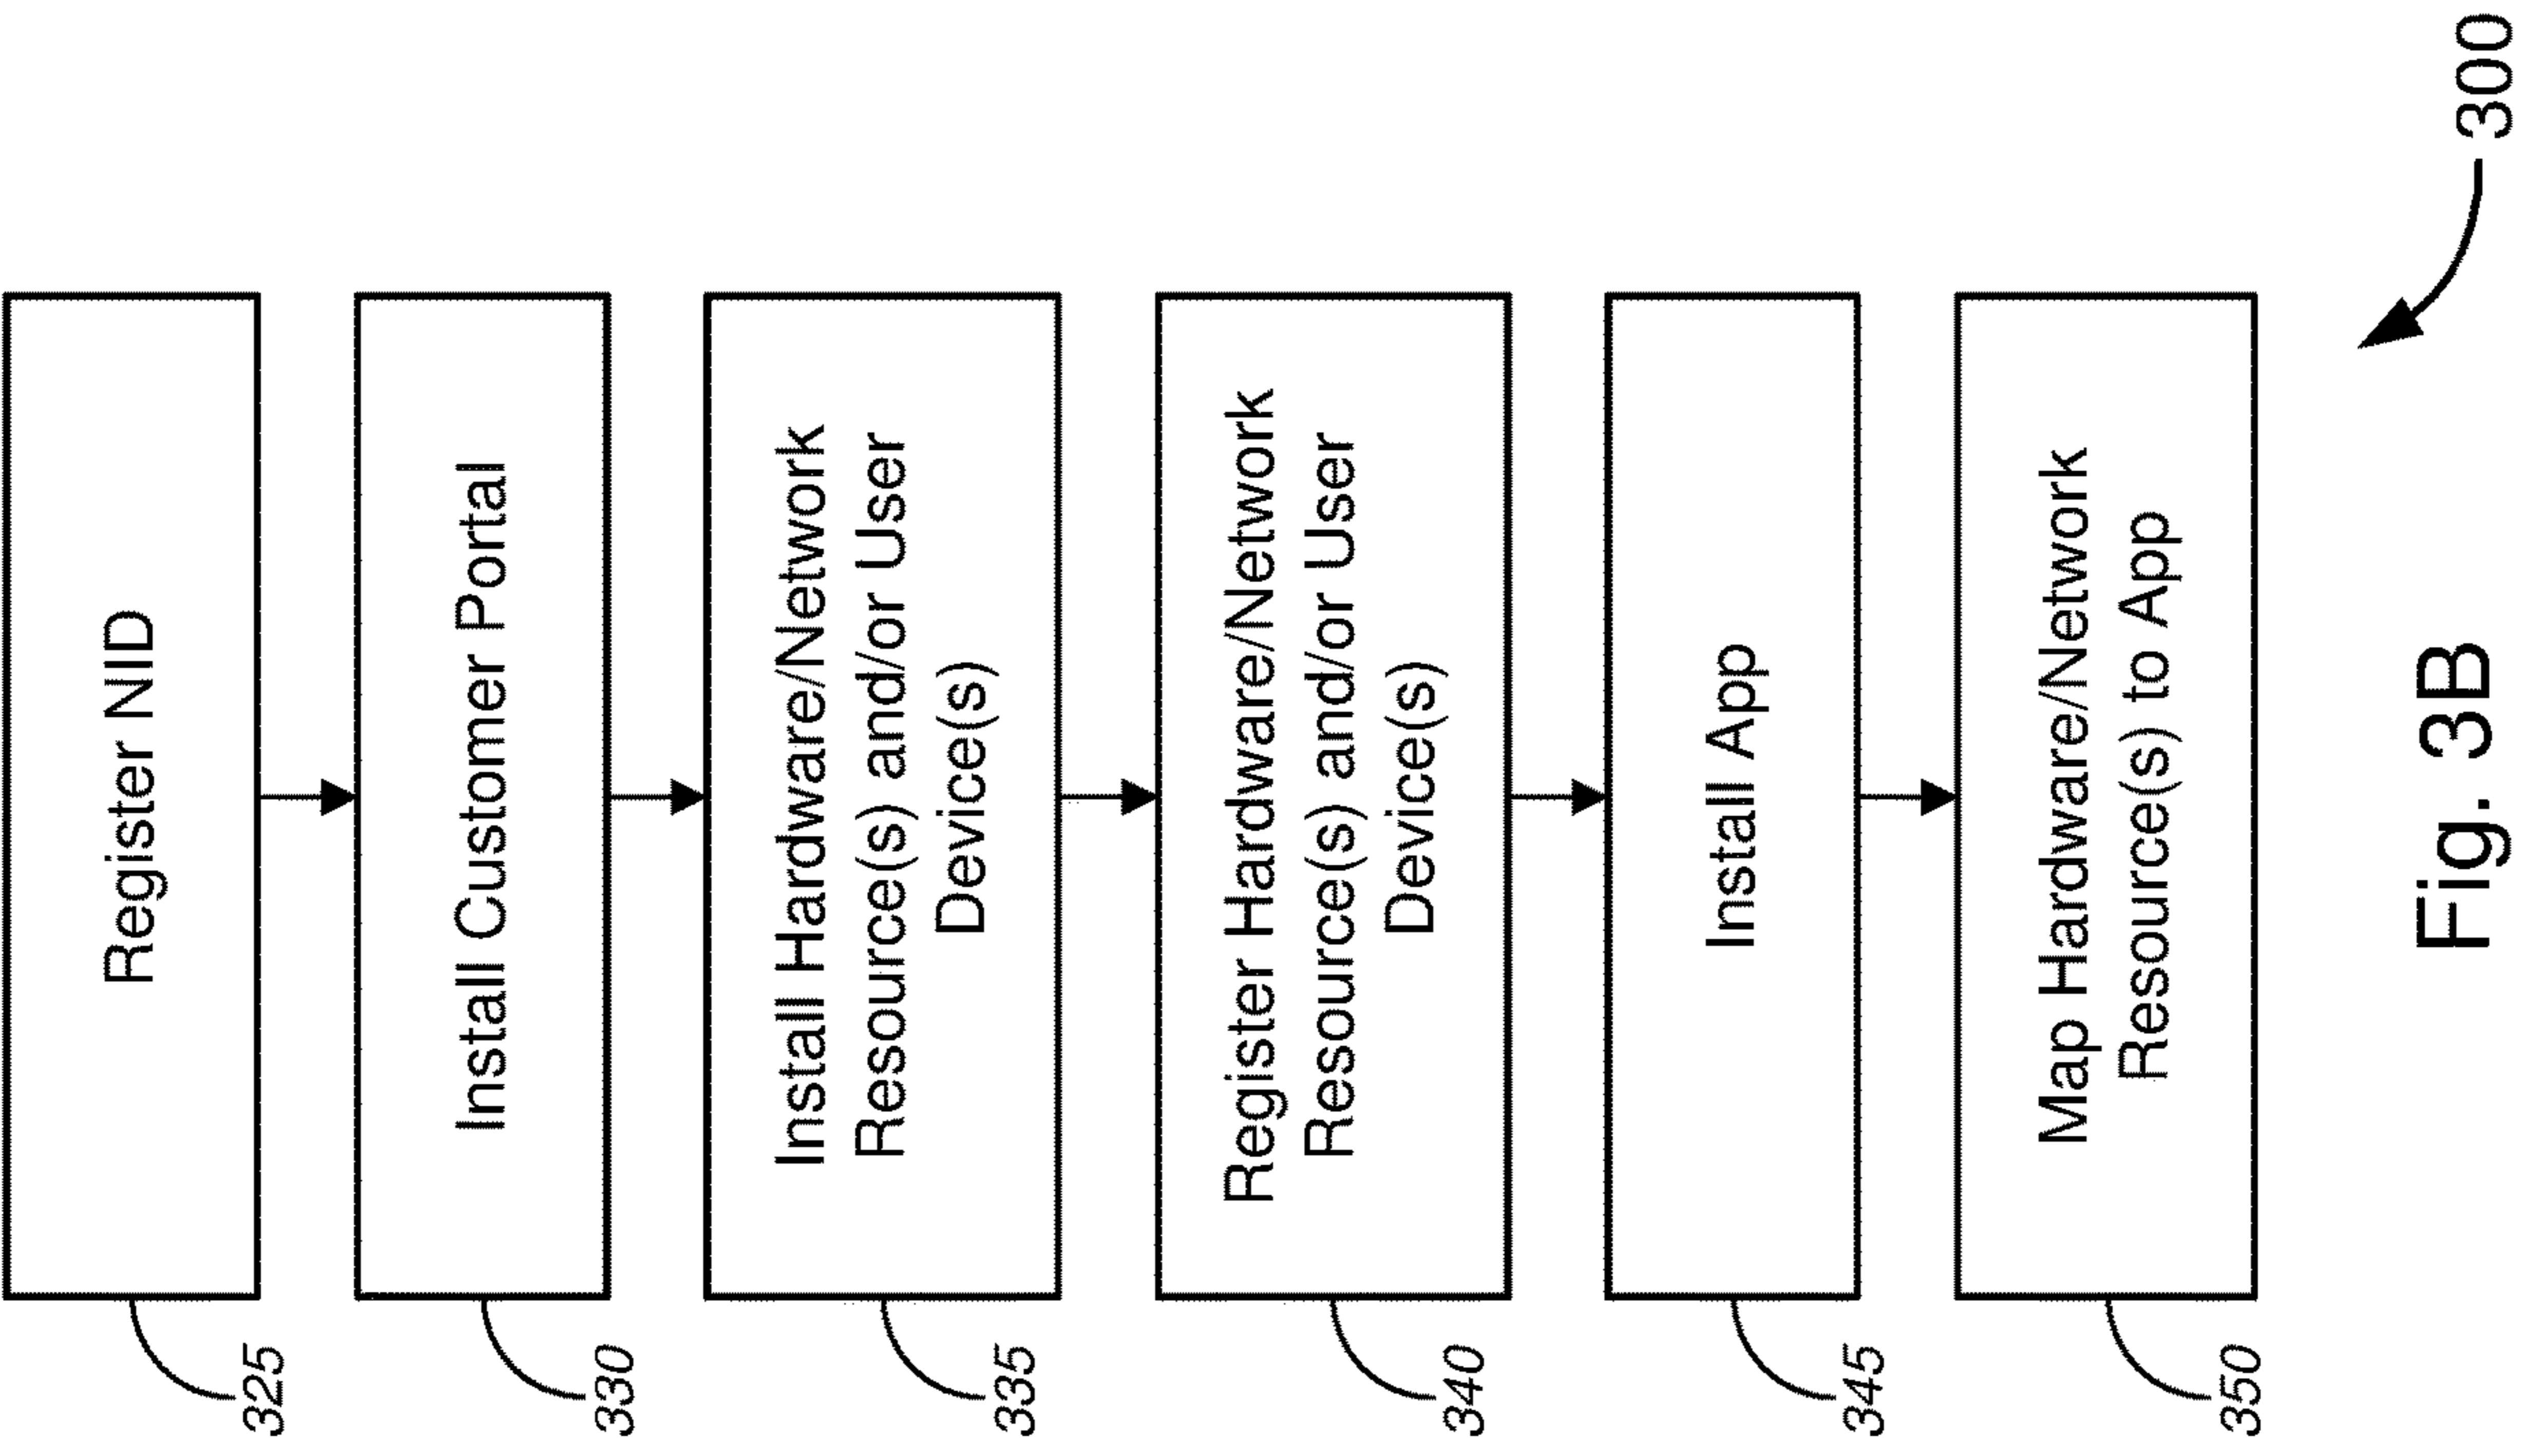 325
Register NID
330
Install Customer Portal
335
Install Hardware/Network
Resource(s) and/or User
Device(s)
340
Register Hardware/Network
Resource(s) and/or User
Device(s)
345
Install App
350
Map Hardware/Network
Resource(s) to App
300
Fig. 3B